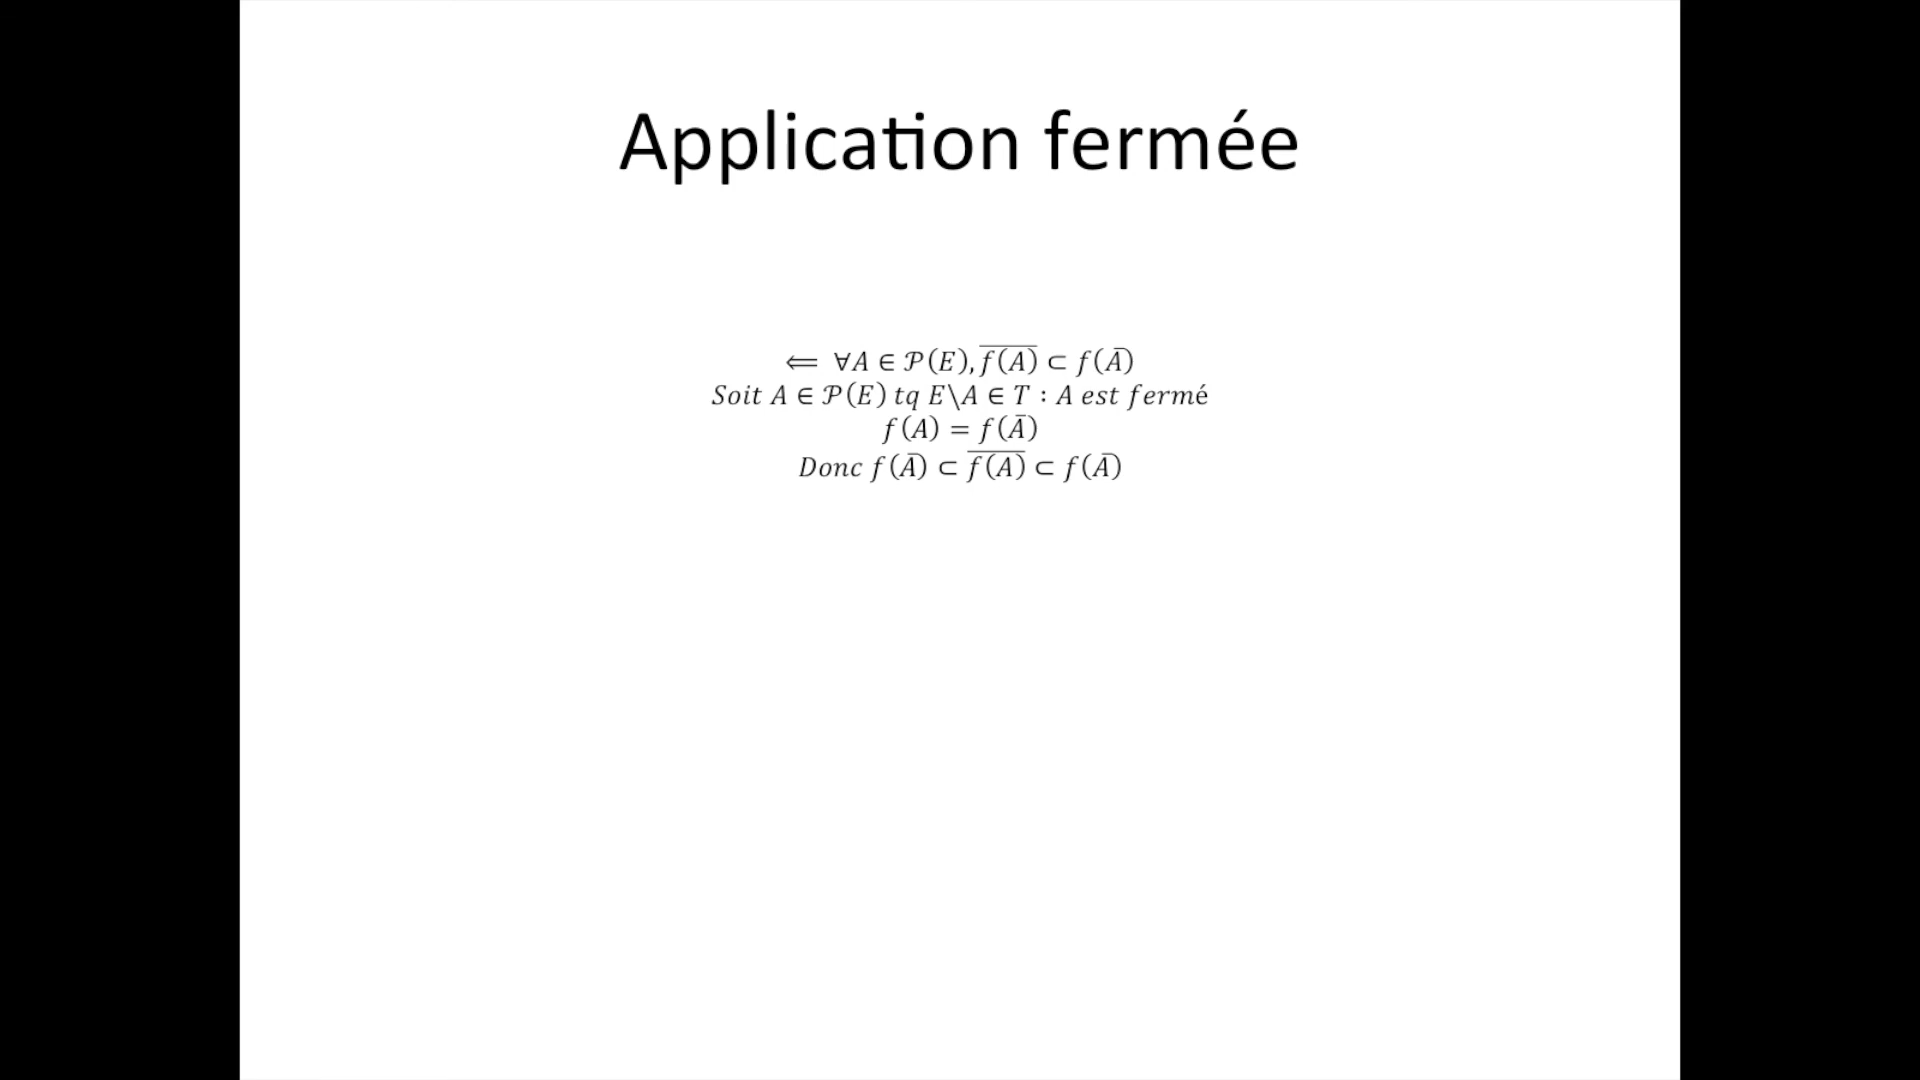 Application fermée
⟸ ∀A ∈ 𝒫(E), \overline{f(A)} ⊂ f(Ā)
Soit A ∈ 𝒫(E) tq E\A ∈ T : A est fermé
f(A) = f(Ā)
Donc f(Ā) ⊂ \overline{f(A)} ⊂ f(Ā)